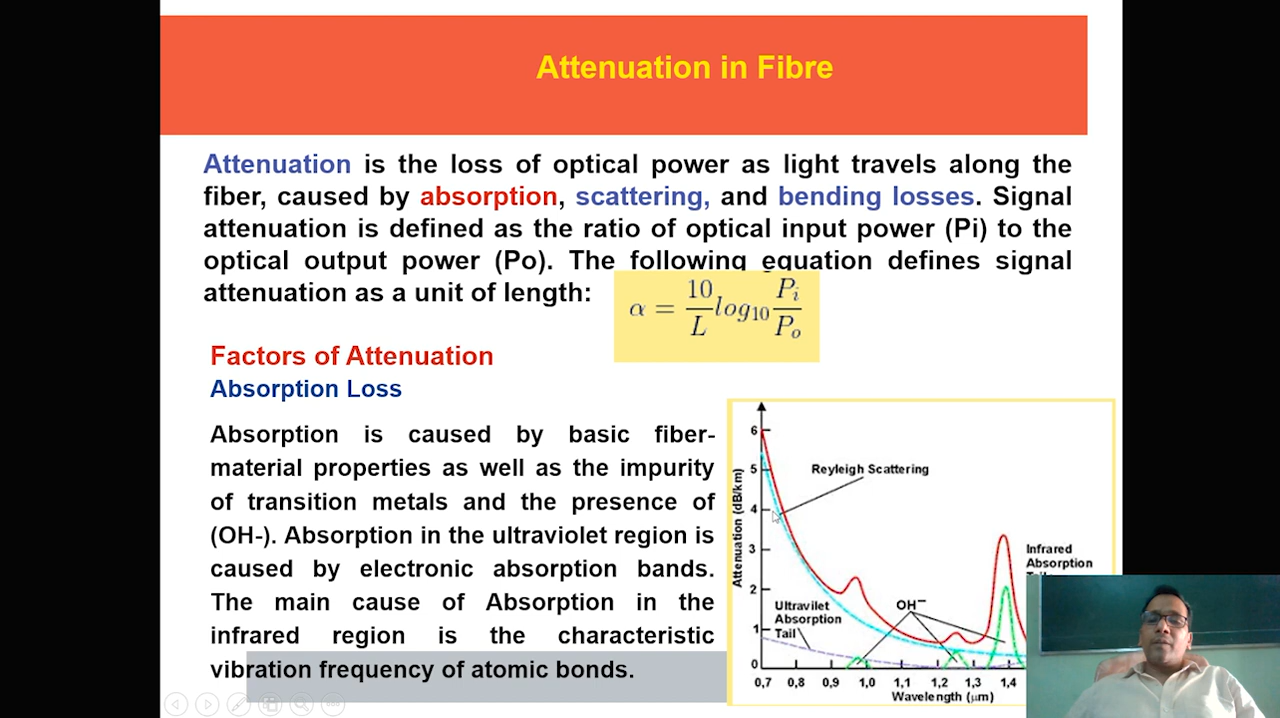 Attenuation in Fibre
Attenuation is the loss of optical power as light travels along the
fiber, caused by absorption, scattering, and bending losses. Signal
attenuation is defined as the ratio of optical input power (Pi) to the
optical output power (Po). The following equation defines signal
attenuation as a unit of length:
α = 10/L log10 Pi/Po
Factors of Attenuation
Absorption Loss
Absorption is caused by basic fiber-
material properties as well as the impurity
of transition metals and the presence of
(OH-). Absorption in the ultraviolet region is
caused by electronic absorption bands.
The main cause of Absorption in the
infrared region is the characteristic
vibration frequency of atomic bonds.
Attenuation (dB/km)
6
5
4
3
2
1
0
Reyleigh Scattering
Infrared
Absorption
Ultravilet
Absorption
Tail
OH–
0,7 0,8 0,9 1,0 1,1 1,2 1,3 1,4
Wavelength (µm)